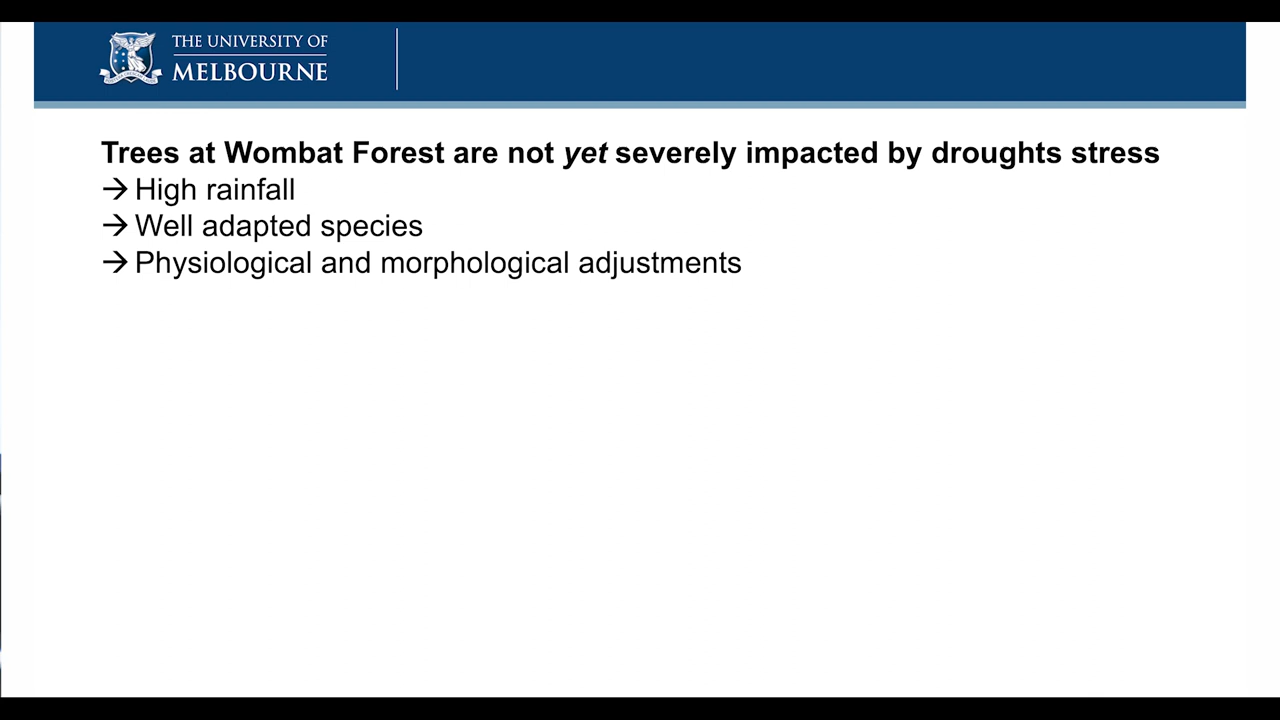 THE UNIVERSITY OF
MELBOURNE
Trees at Wombat Forest are not yet severely impacted by droughts stress
→ High rainfall
→ Well adapted species
→ Physiological and morphological adjustments